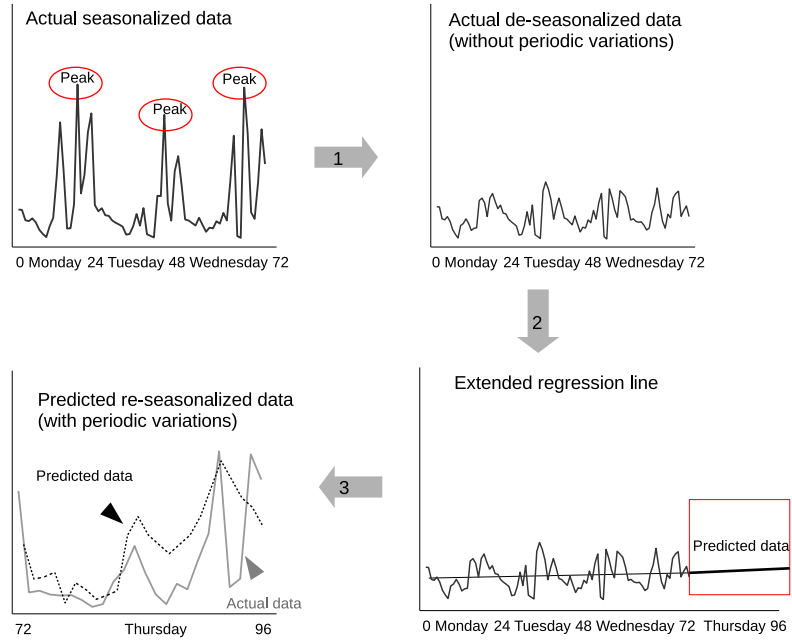 Actual seasonalized data
Peak
Peak
Peak
0 Monday 24 Tuesday 48 Wednesday 72
1
Actual de-seasonalized data
(without periodic variations)
0 Monday 24 Tuesday 48 Wednesday 72
2
Extended regression line
Predicted data
0 Monday 24 Tuesday 48 Wednesday 72 Thursday 96
3
Predicted re-seasonalized data
(with periodic variations)
Predicted data
Actual data
72 Thursday 96